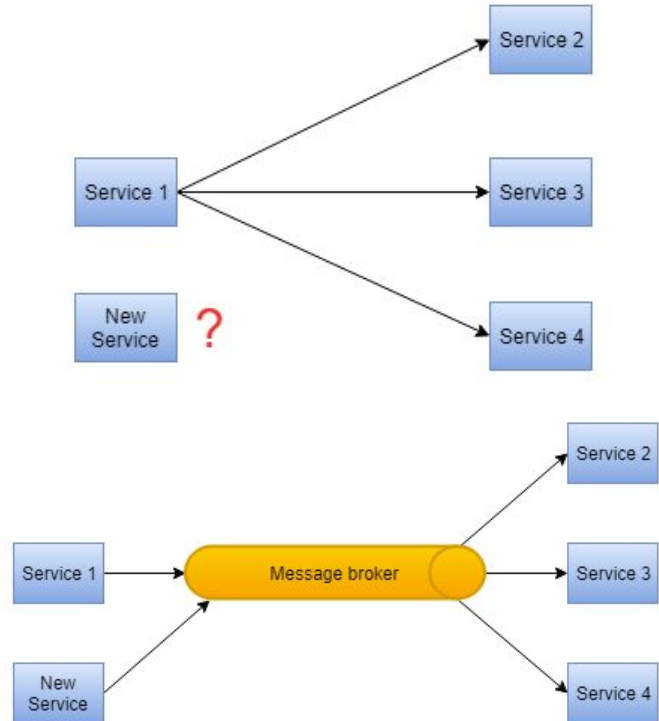 Service 2
Service 1
Service 3
New
Service
?
Service 4
Service 2
Service 1
Message broker
Service 3
New
Service
Service 4